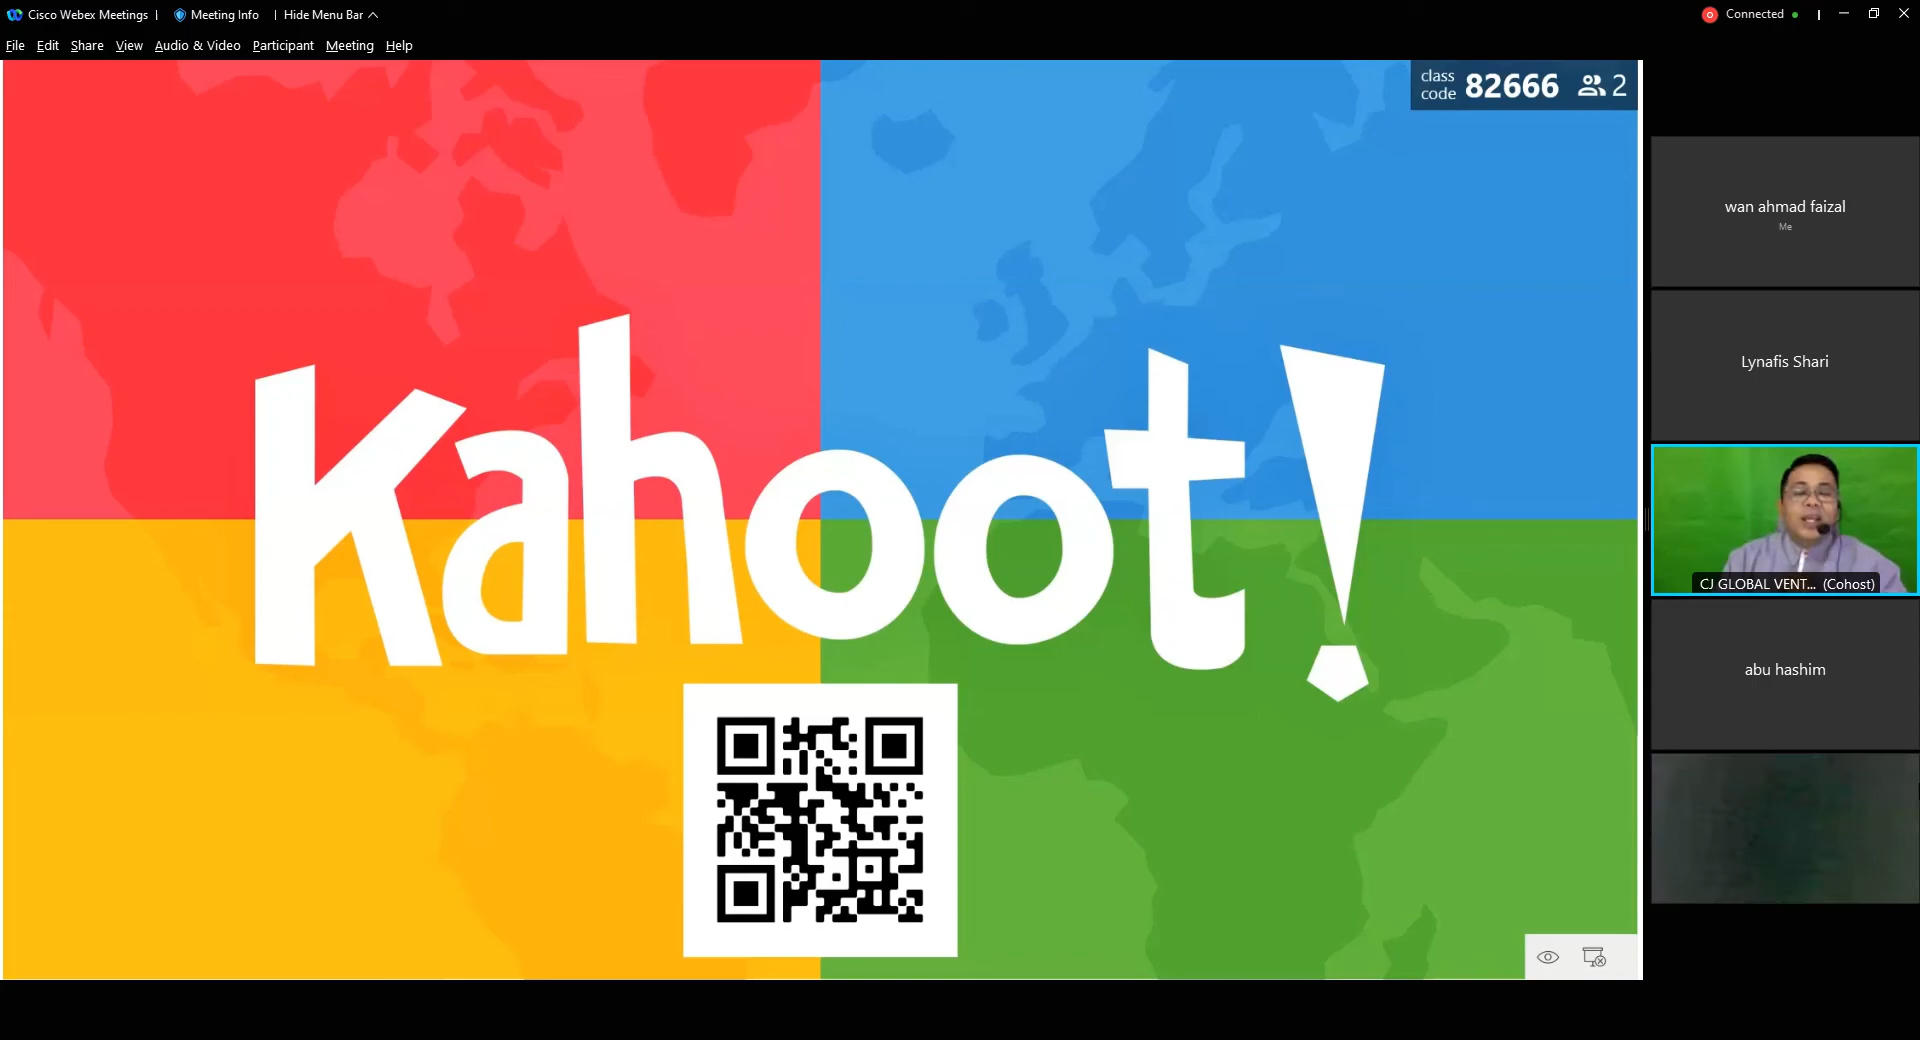 Cisco Webex Meetings | Meeting Info | Hide Menu Bar
Connected
File Edit Share View Audio & Video Participant Meeting Help
class code 82666 2
Kahoot!
wan ahmad faizal
Me
Lynafis Shari
CJ GLOBAL VENT... (Cohost)
abu hashim